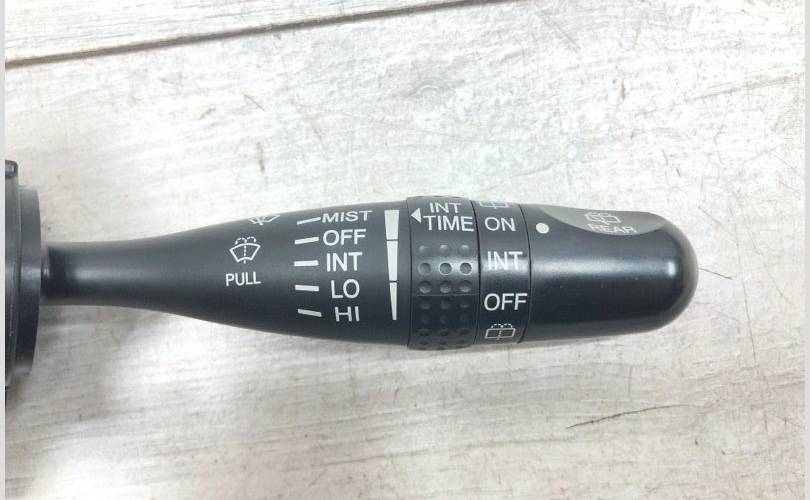 MIST
OFF
INT
LO
HI
PULL
INT
TIME
ON
INT
OFF
REAR